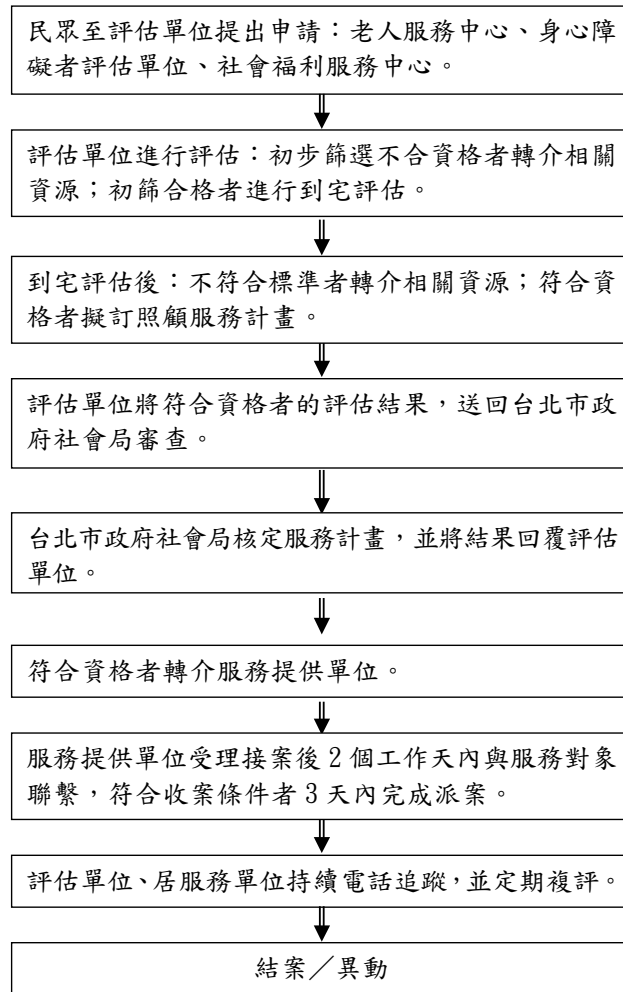 民眾至評估單位提出申請：老人服務中心、身心障
礙者評估單位、社會福利服務中心。
評估單位進行評估：初步篩選不合資格者轉介相關
資源；初篩合格者進行到宅評估。
到宅評估後：不符合標準者轉介相關資源；符合資
格者擬訂照顧服務計畫。
評估單位將符合資格者的評估結果，送回台北市政
府社會局審查。
台北市政府社會局核定服務計畫，並將結果回覆評估
單位。
符合資格者轉介服務提供單位。
服務提供單位受理接案後 2 個工作天內與服務對象
聯繫，符合收案條件者 3 天內完成派案。
評估單位、居服務單位持續電話追蹤，並定期複評。
結案／異動